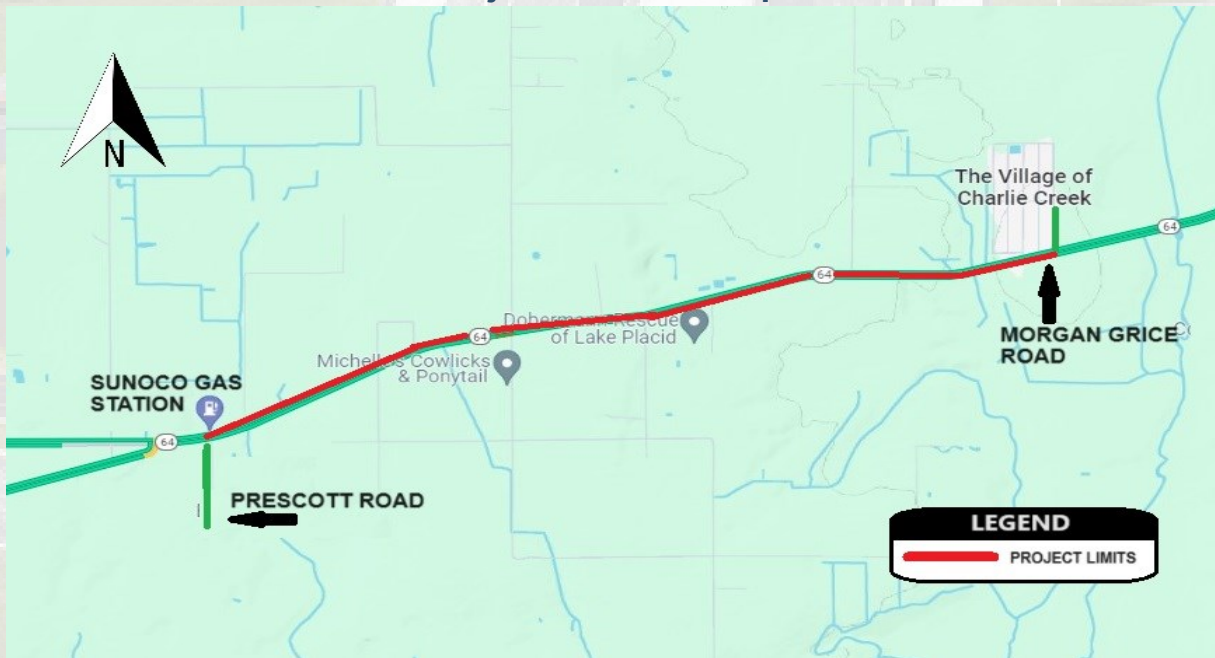 N
The Village of
Charlie Creek
64
64
MORGAN GRICE
ROAD
64
Doberman Rescue
of Lake Placid
Michelle's Cowlicks
& Ponytail
SUNOCO GAS
STATION
64
PRESCOTT ROAD
LEGEND
PROJECT LIMITS